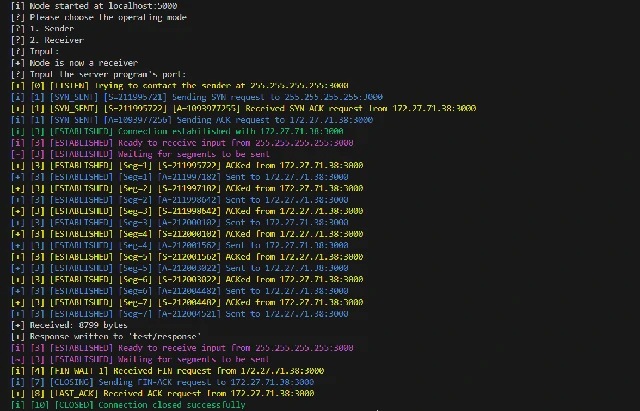 [i] Node started at localhost:5000
[?] Please choose the operating mode
[?] 1. Sender
[?] 2. Receiver
[?] Input:
[+] Node is now a receiver
[?] Input the server program's port:
[+] [0] [LISTEN] Trying to contact the sender at 255.255.255.255:3000
[i] [1] [SYN_SENT] [S=211995721] Sending SYN request to 255.255.255.255:3000
[+] [1] [SYN_SENT] [S=211995722] [A=1093977255] Received SYN ACK request from 172.27.71.38:3000
[i] [1] [SYN_SENT] [A=1093977256] Sending ACK request to 172.27.71.38:3000
[i] [3] [ESTABLISHED] Connection estabilished with 172.27.71.38:3000
[i] [3] [ESTABLISHED] Ready to receive input from 255.255.255.255:3000
[~] [3] [ESTABLISHED] Waiting for segments to be sent
[+] [3] [ESTABLISHED] [Seg=1] [S=211995722] ACKed from 172.27.71.38:3000
[+] [3] [ESTABLISHED] [Seg=1] [A=211997182] Sent to 172.27.71.38:3000
[+] [3] [ESTABLISHED] [Seg=2] [S=211997182] ACKed from 172.27.71.38:3000
[+] [3] [ESTABLISHED] [Seg=2] [A=211998642] Sent to 172.27.71.38:3000
[+] [3] [ESTABLISHED] [Seg=3] [S=211998642] ACKed from 172.27.71.38:3000
[+] [3] [ESTABLISHED] [Seg=3] [A=212000102] Sent to 172.27.71.38:3000
[+] [3] [ESTABLISHED] [Seg=4] [S=212000102] ACKed from 172.27.71.38:3000
[+] [3] [ESTABLISHED] [Seg=4] [A=212001562] Sent to 172.27.71.38:3000
[+] [3] [ESTABLISHED] [Seg=5] [S=212001562] ACKed from 172.27.71.38:3000
[+] [3] [ESTABLISHED] [Seg=5] [A=212003022] Sent to 172.27.71.38:3000
[+] [3] [ESTABLISHED] [Seg=6] [S=212003022] ACKed from 172.27.71.38:3000
[+] [3] [ESTABLISHED] [Seg=6] [A=212004482] Sent to 172.27.71.38:3000
[+] [3] [ESTABLISHED] [Seg=7] [S=212004482] ACKed from 172.27.71.38:3000
[+] [3] [ESTABLISHED] [Seg=7] [A=212004521] Sent to 172.27.71.38:3000
[+] Received: 8799 bytes
[+] Response written to 'test/response'
[i] [3] [ESTABLISHED] Ready to receive input from 255.255.255.255:3000
[~] [3] [ESTABLISHED] Waiting for segments to be sent
[i] [4] [FIN_WAIT_1] Received FIN request from 172.27.71.38:3000
[i] [7] [CLOSING] Sending FIN-ACK request to 172.27.71.38:3000
[+] [8] [LAST_ACK] Received ACK request from 172.27.71.38:3000
[i] [10] [CLOSED] Connection closed successfully